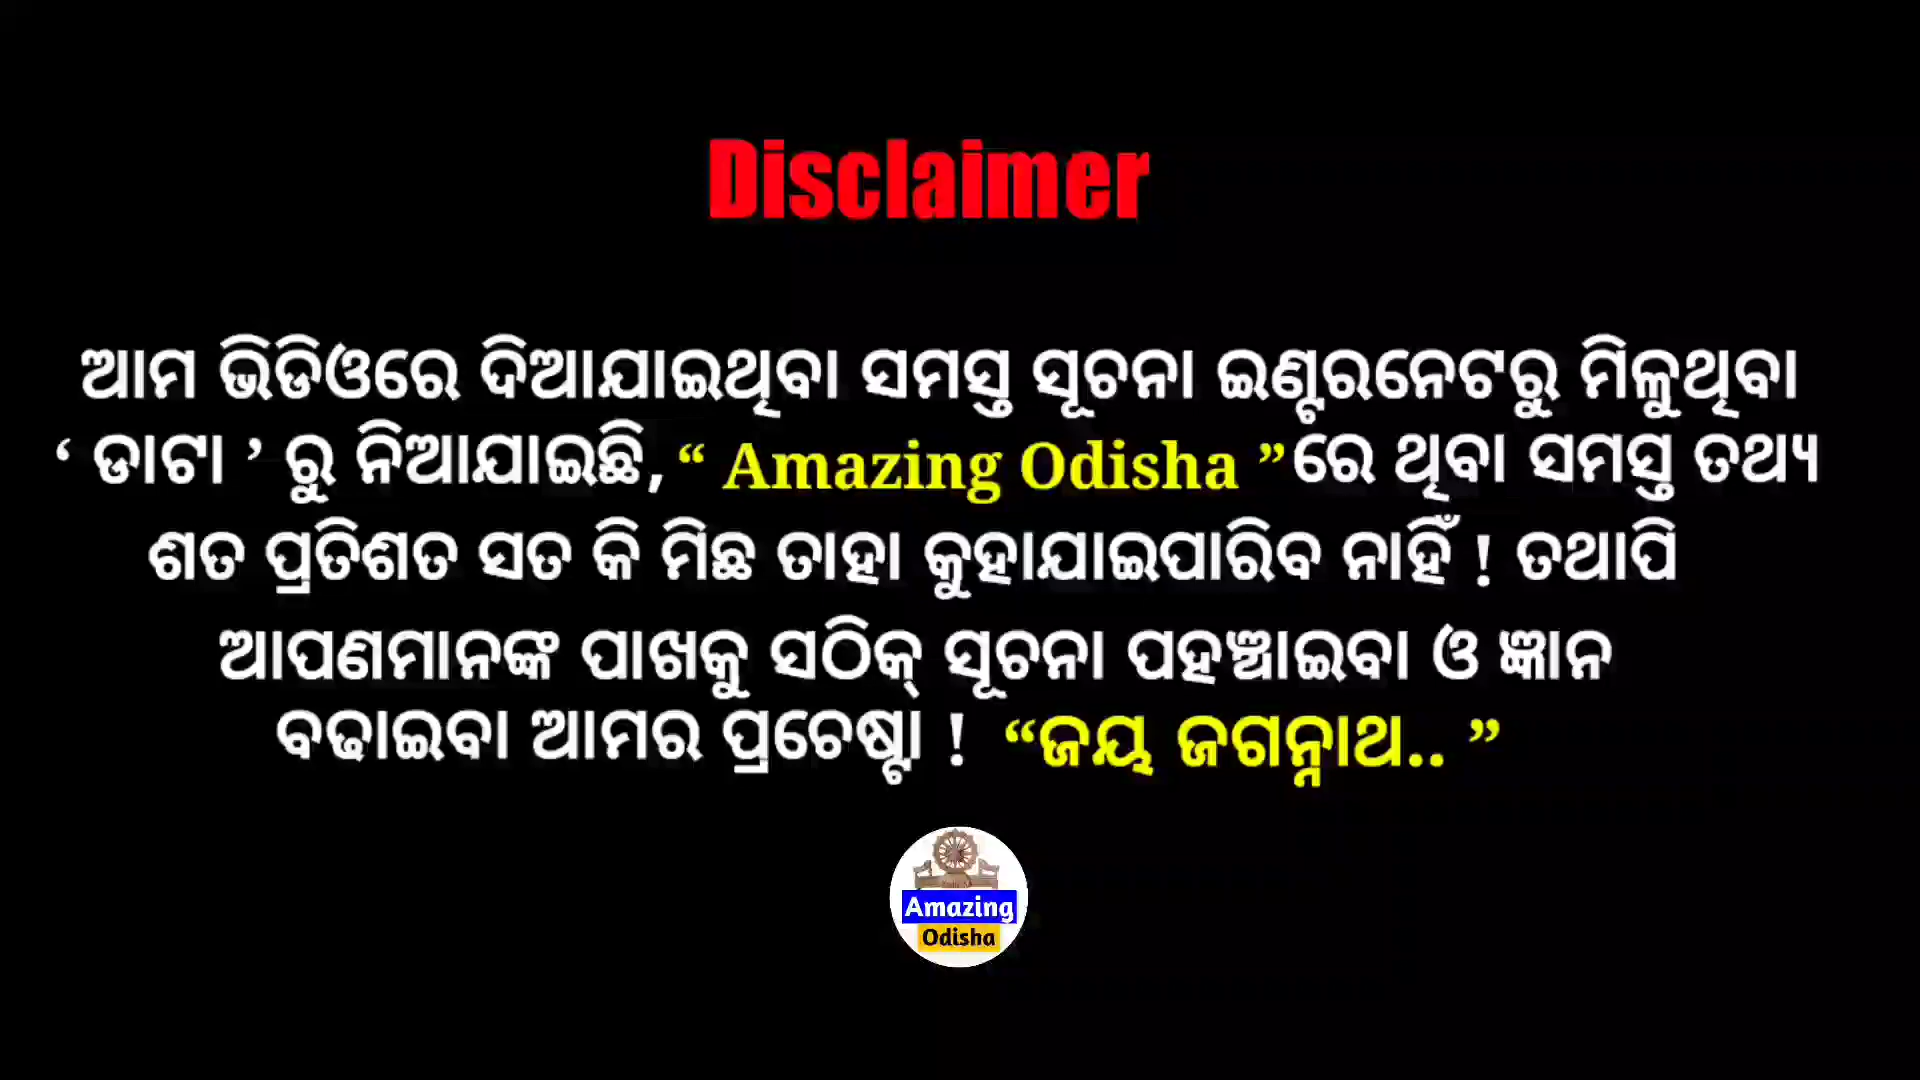 Disclaimer
ଆମ ଭିଡିଓରେ ଦିଆଯାଇଥିବା ସମସ୍ତ ସୂଚନା ଇଣ୍ଟରନେଟରୁ ମିଳୁଥିବା
‘ ଡାଟା ’ ରୁ ନିଆଯାଇଛି, “ Amazing Odisha ” ରେ ଥିବା ସମସ୍ତ ତଥ୍ୟ
ଶତ ପ୍ରତିଶତ ସତ କି ମିଛ ତାହା କୁହାଯାଇପାରିବ ନାହିଁ ! ତଥାପି
ଆପଣମାନଙ୍କ ପାଖକୁ ସଠିକ୍ ସୂଚନା ପହଞ୍ଚାଇବା ଓ ଜ୍ଞାନ
ବଢାଇବା ଆମର ପ୍ରଚେଷ୍ଟା ! “ଜୟ ଜଗନ୍ନାଥ.. ”
Amazing
Odisha